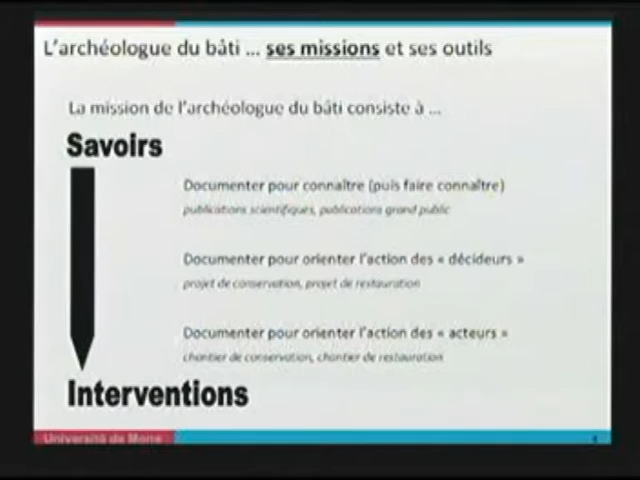 L'archéologue du bâti ... ses missions et ses outils
La mission de l'archéologue du bâti consiste à ...
Savoirs
Documenter pour connaître (puis faire connaître)
publications scientifiques, publications grand public
Documenter pour orienter l'action des « décideurs »
projet de conservation, projet de restauration
Documenter pour orienter l'action des « acteurs »
chantier de conservation, chantier de restauration
Interventions
Université de Mons